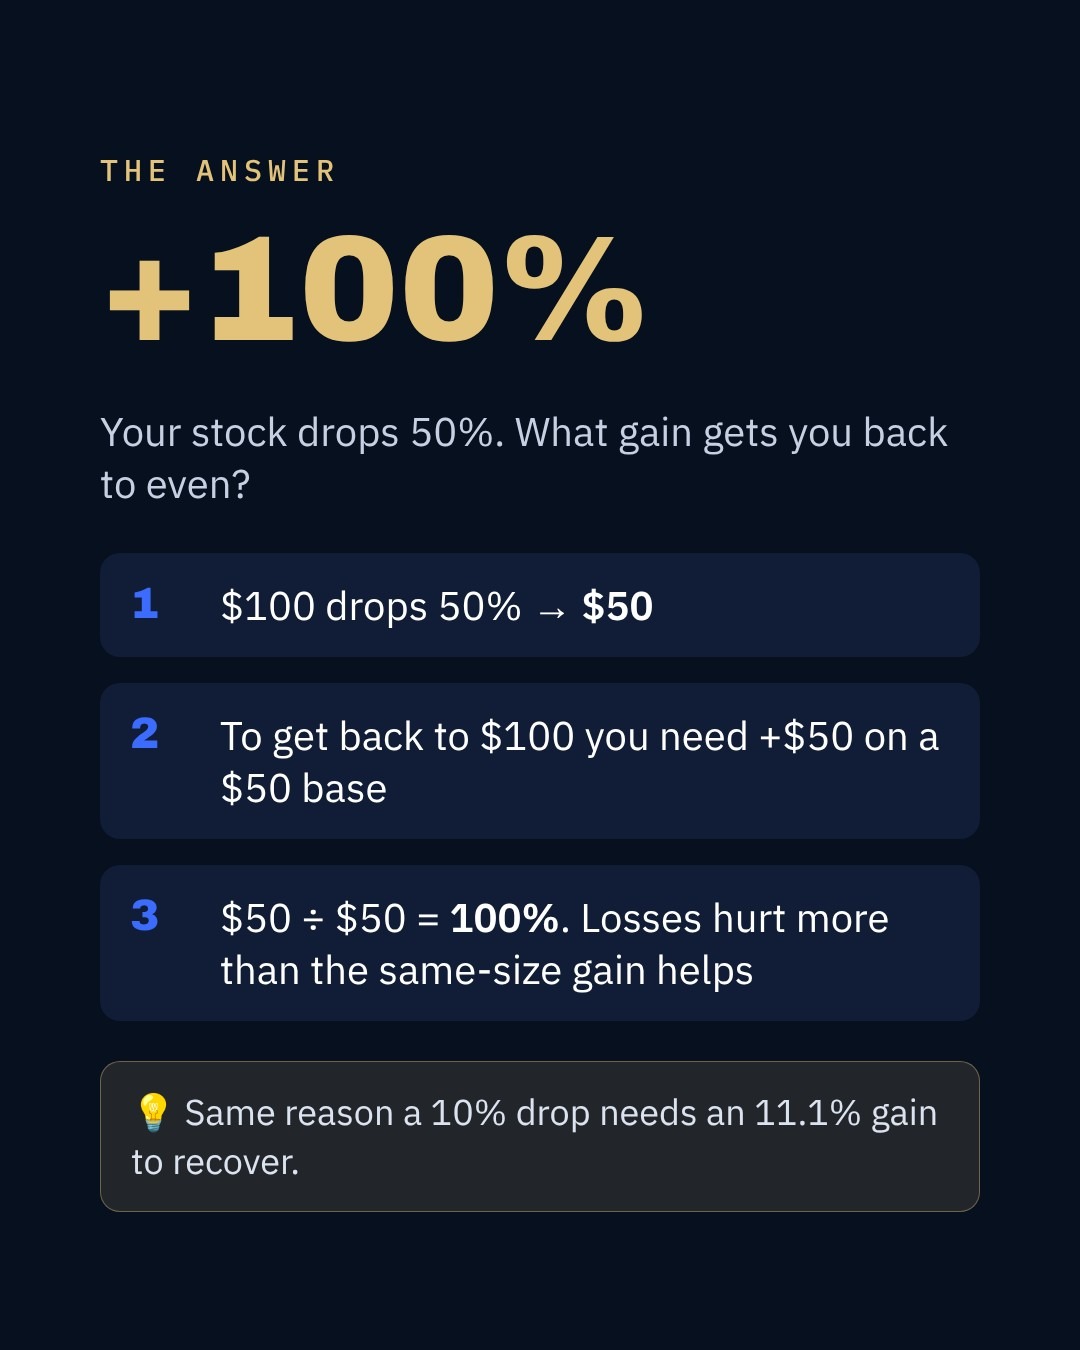 THE ANSWER
+100%
Your stock drops 50%. What gain gets you back
to even?
1 $100 drops 50% → $50
2 To get back to $100 you need +$50 on a
$50 base
3 $50 ÷ $50 = 100%. Losses hurt more
than the same-size gain helps
💡 Same reason a 10% drop needs an 11.1% gain
to recover.